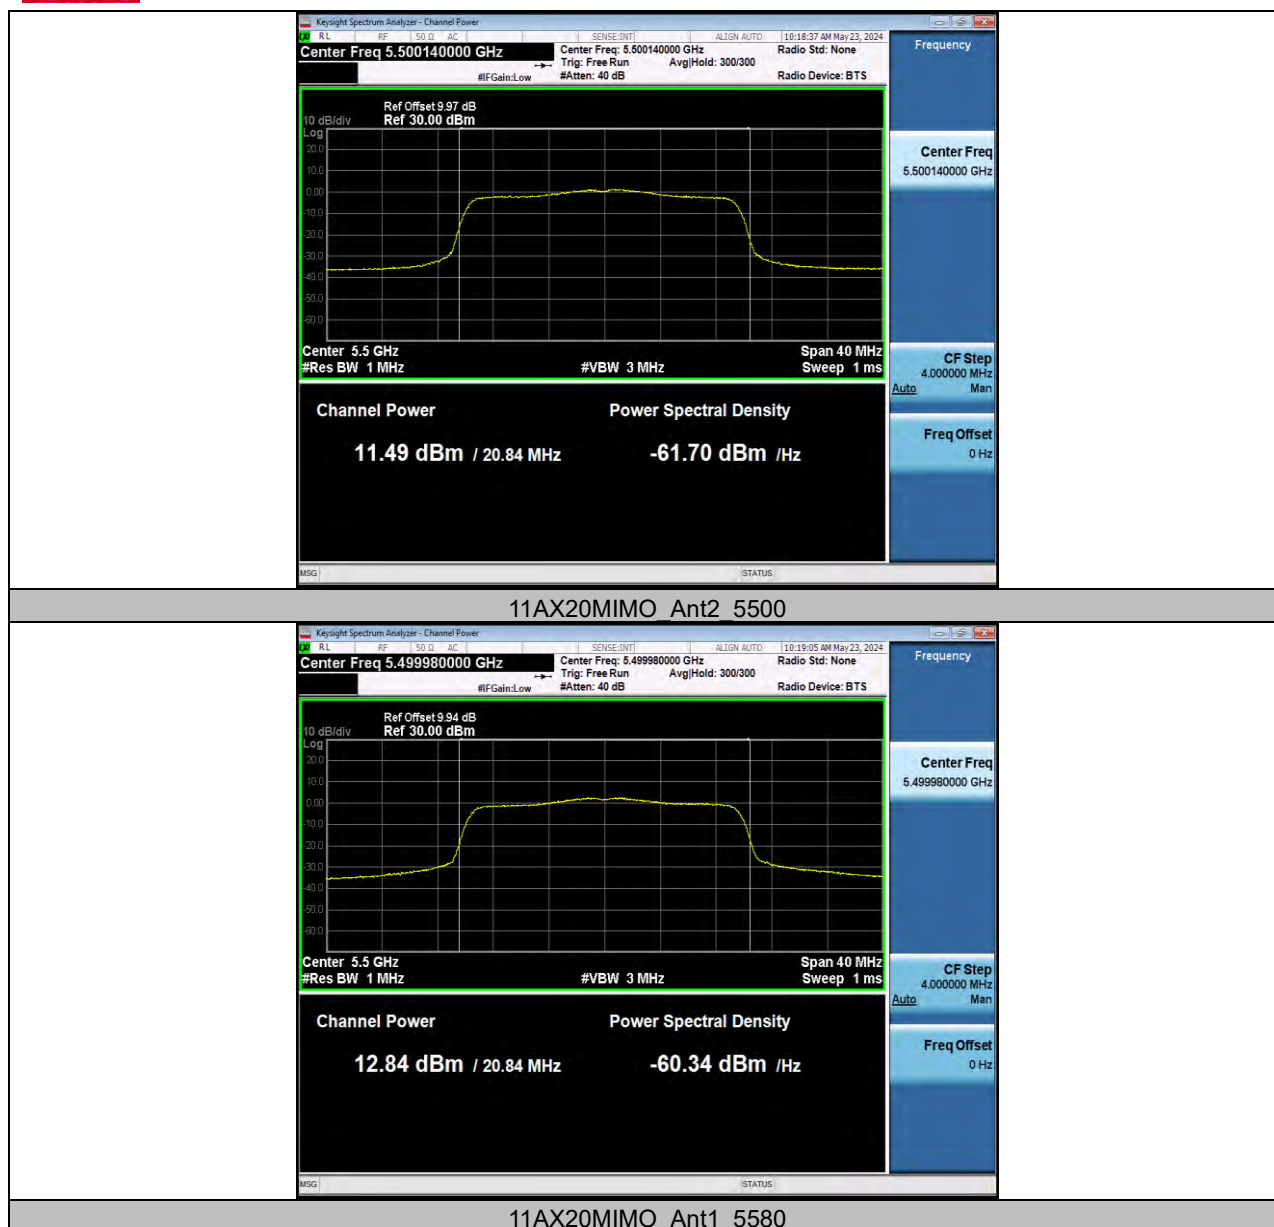 Keysight Spectrum Analyzer - Channel Power
RL RF 50 Ω AC SENSE:INT ALIGN AUTO 10:18:37 AM May 23, 2024
Center Freq 5.500140000 GHz
Center Freq: 5.500140000 GHz
Radio Std: None
Trig: Free Run Avg|Hold: 300/300
#IFGain:Low
#Atten: 40 dB
Radio Device: BTS
Frequency
Ref Offset 9.97 dB
10 dB/div Ref 30.00 dBm
Log
20.0
10.0
0.00
-10.0
-20.0
-30.0
-40.0
-50.0
-60.0
Center 5.5 GHz
Span 40 MHz
#Res BW 1 MHz
#VBW 3 MHz
Sweep 1 ms
Center Freq
5.500140000 GHz
CF Step
4.000000 MHz
Auto Man
Freq Offset
0 Hz
Channel Power
Power Spectral Density
11.49 dBm / 20.84 MHz
-61.70 dBm /Hz
MSG
STATUS
11AX20MIMO_Ant2_5500
Keysight Spectrum Analyzer - Channel Power
RL RF 50 Ω AC SENSE:INT ALIGN AUTO 10:19:05 AM May 23, 2024
Center Freq 5.499980000 GHz
Center Freq: 5.499980000 GHz
Radio Std: None
Trig: Free Run Avg|Hold: 300/300
#IFGain:Low
#Atten: 40 dB
Radio Device: BTS
Frequency
Ref Offset 9.94 dB
10 dB/div Ref 30.00 dBm
Log
20.0
10.0
0.00
-10.0
-20.0
-30.0
-40.0
-50.0
-60.0
Center 5.5 GHz
Span 40 MHz
#Res BW 1 MHz
#VBW 3 MHz
Sweep 1 ms
Center Freq
5.499980000 GHz
CF Step
4.000000 MHz
Auto Man
Freq Offset
0 Hz
Channel Power
Power Spectral Density
12.84 dBm / 20.84 MHz
-60.34 dBm /Hz
MSG
STATUS
11AX20MIMO_Ant1_5580